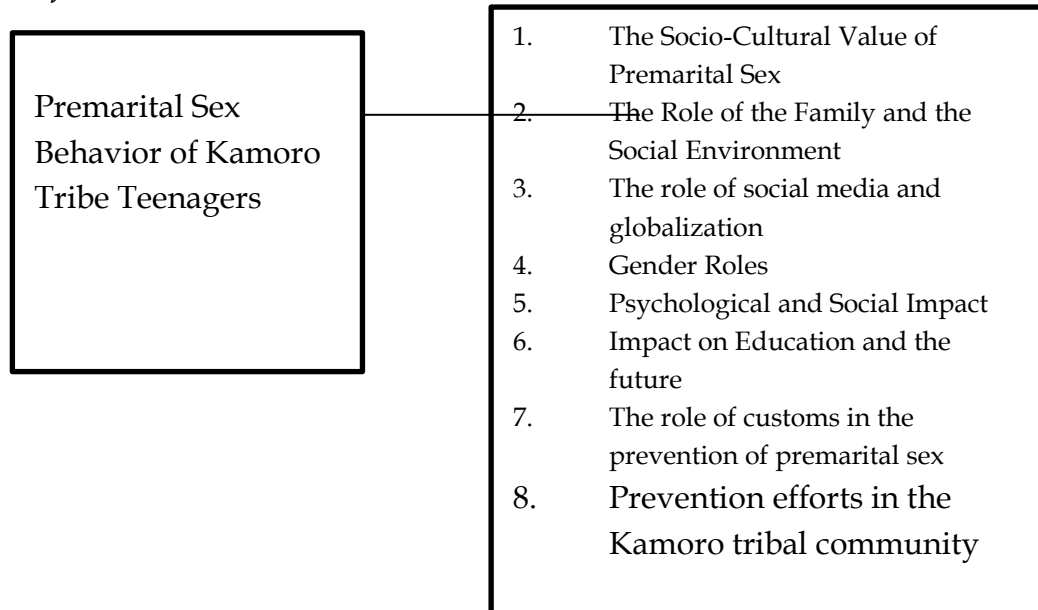 Premarital Sex
Behavior of Kamoro
Tribe Teenagers
1. The Socio-Cultural Value of
Premarital Sex
2. The Role of the Family and the
Social Environment
3. The role of social media and
globalization
4. Gender Roles
5. Psychological and Social Impact
6. Impact on Education and the
future
7. The role of customs in the
prevention of premarital sex
8. Prevention efforts in the
Kamoro tribal community